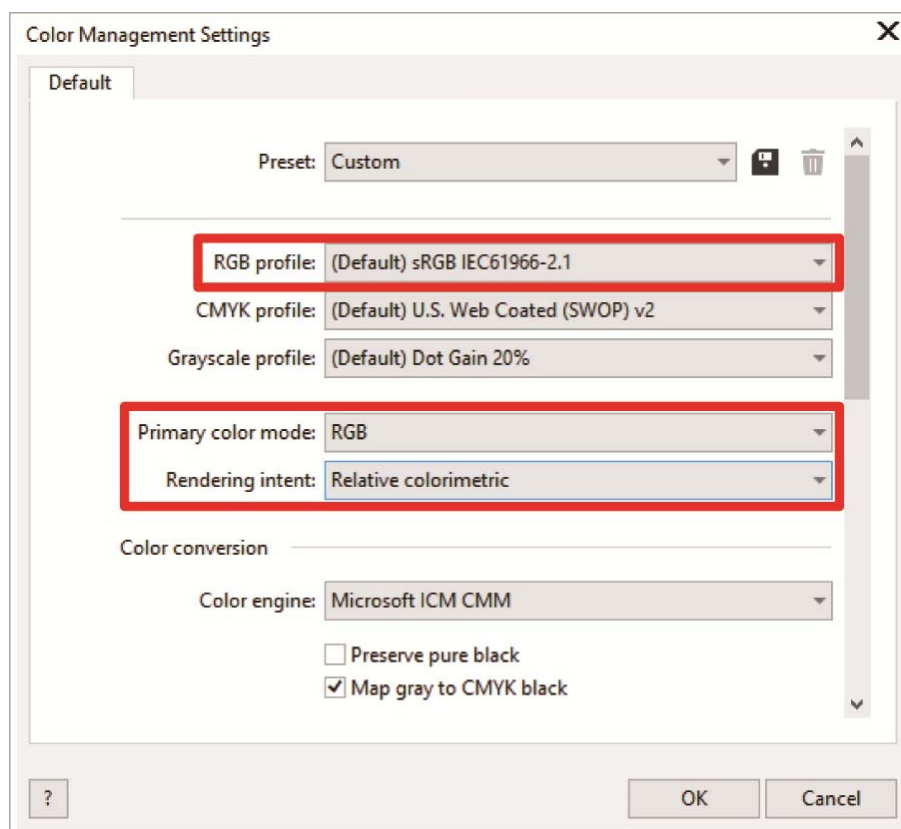 Color Management Settings
Default
Preset: Custom
RGB profile: (Default) sRGB IEC61966-2.1
CMYK profile: (Default) U.S. Web Coated (SWOP) v2
Grayscale profile: (Default) Dot Gain 20%
Primary color mode: RGB
Rendering intent: Relative colorimetric
Color conversion
Color engine: Microsoft ICM CMM
Preserve pure black
Map gray to CMYK black
?
OK
Cancel